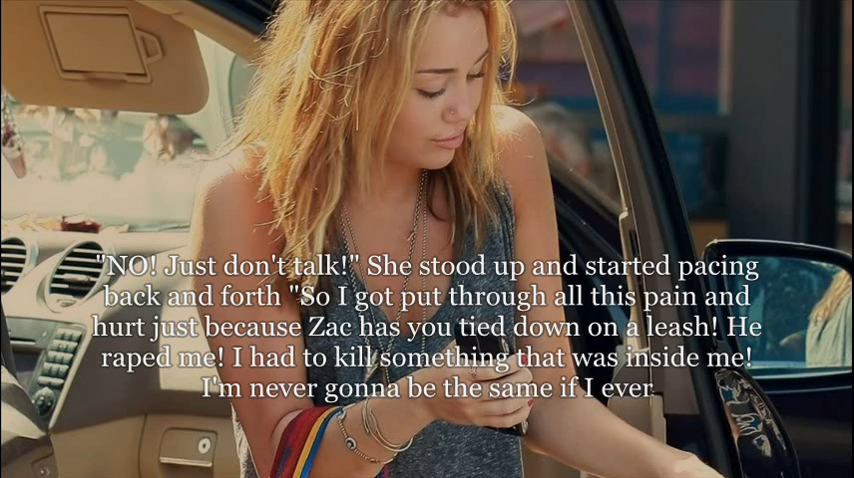 "NO! Just don't talk!" She stood up and started pacing
back and forth "So I got put through all this pain and
hurt just because Zac has you tied down on a leash! He
raped me! I had to kill something that was inside me!
I'm never gonna be the same if I ever